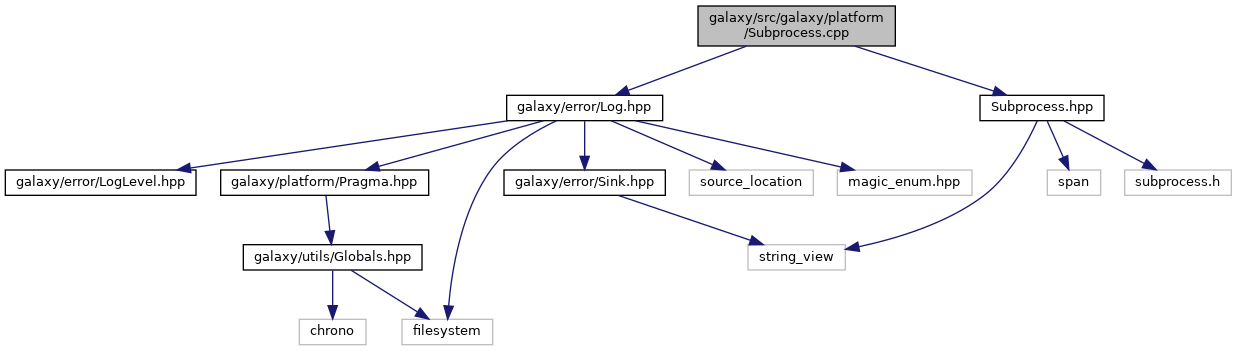 galaxy/src/galaxy/platform
/Subprocess.cpp
galaxy/error/Log.hpp
Subprocess.hpp
galaxy/error/LogLevel.hpp
galaxy/platform/Pragma.hpp
galaxy/error/Sink.hpp
source_location
magic_enum.hpp
span
subprocess.h
galaxy/utils/Globals.hpp
string_view
chrono
filesystem